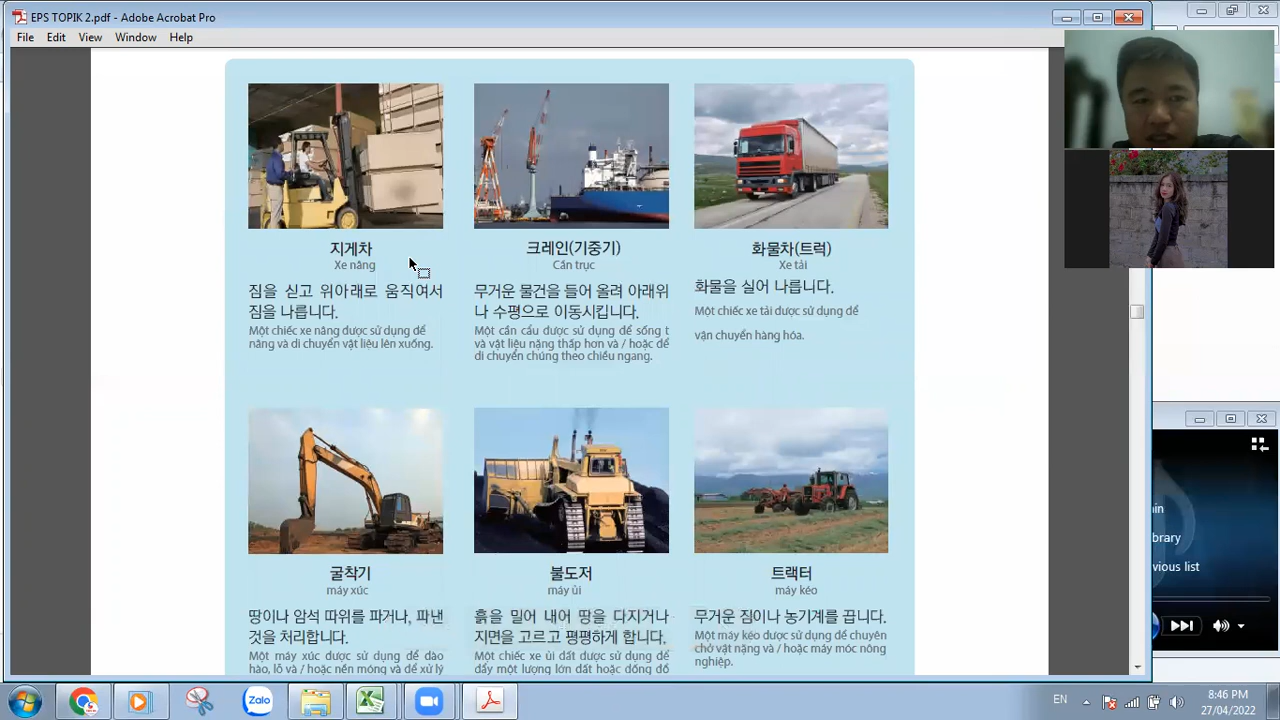 EPS TOPIK 2.pdf - Adobe Acrobat Pro
File Edit View Window Help
지게차
Xe nâng
짐을 싣고 위아래로 움직여서
짐을 나릅니다.
Một chiếc xe nâng được sử dụng để
nâng và di chuyển vật liệu lên xuống.
크레인(기중기)
Cần trục
무거운 물건을 들어 올려 아래위
나 수평으로 이동시킵니다.
Một cần cẩu được sử dụng để sống t
và vật liệu nặng thấp hơn và / hoặc để
di chuyển chúng theo chiều ngang.
화물차(트럭)
Xe tải
화물을 실어 나릅니다.
Một chiếc xe tải được sử dụng để
vận chuyển hàng hóa.
굴착기
máy xúc
땅이나 암석 따위를 파거나, 파낸
것을 처리합니다.
Một máy xúc được sử dụng để đào
hào, lỗ và / hoặc nền móng và để xử lý
불도저
máy ủi
흙을 밀어 내어 땅을 다지거나
지면을 고르고 평평하게 합니다.
Một chiếc xe ủi đất được sử dụng để
đẩy một lượng lớn đất hoặc đống đổ
트랙터
máy kéo
무거운 짐이나 농기계를 끕니다.
Một máy kéo được sử dụng để chuyên
chở vật nặng và / hoặc máy móc nông
nghiệp.
ibrary
vious list
Zalo
EN
8:46 PM
27/04/2022